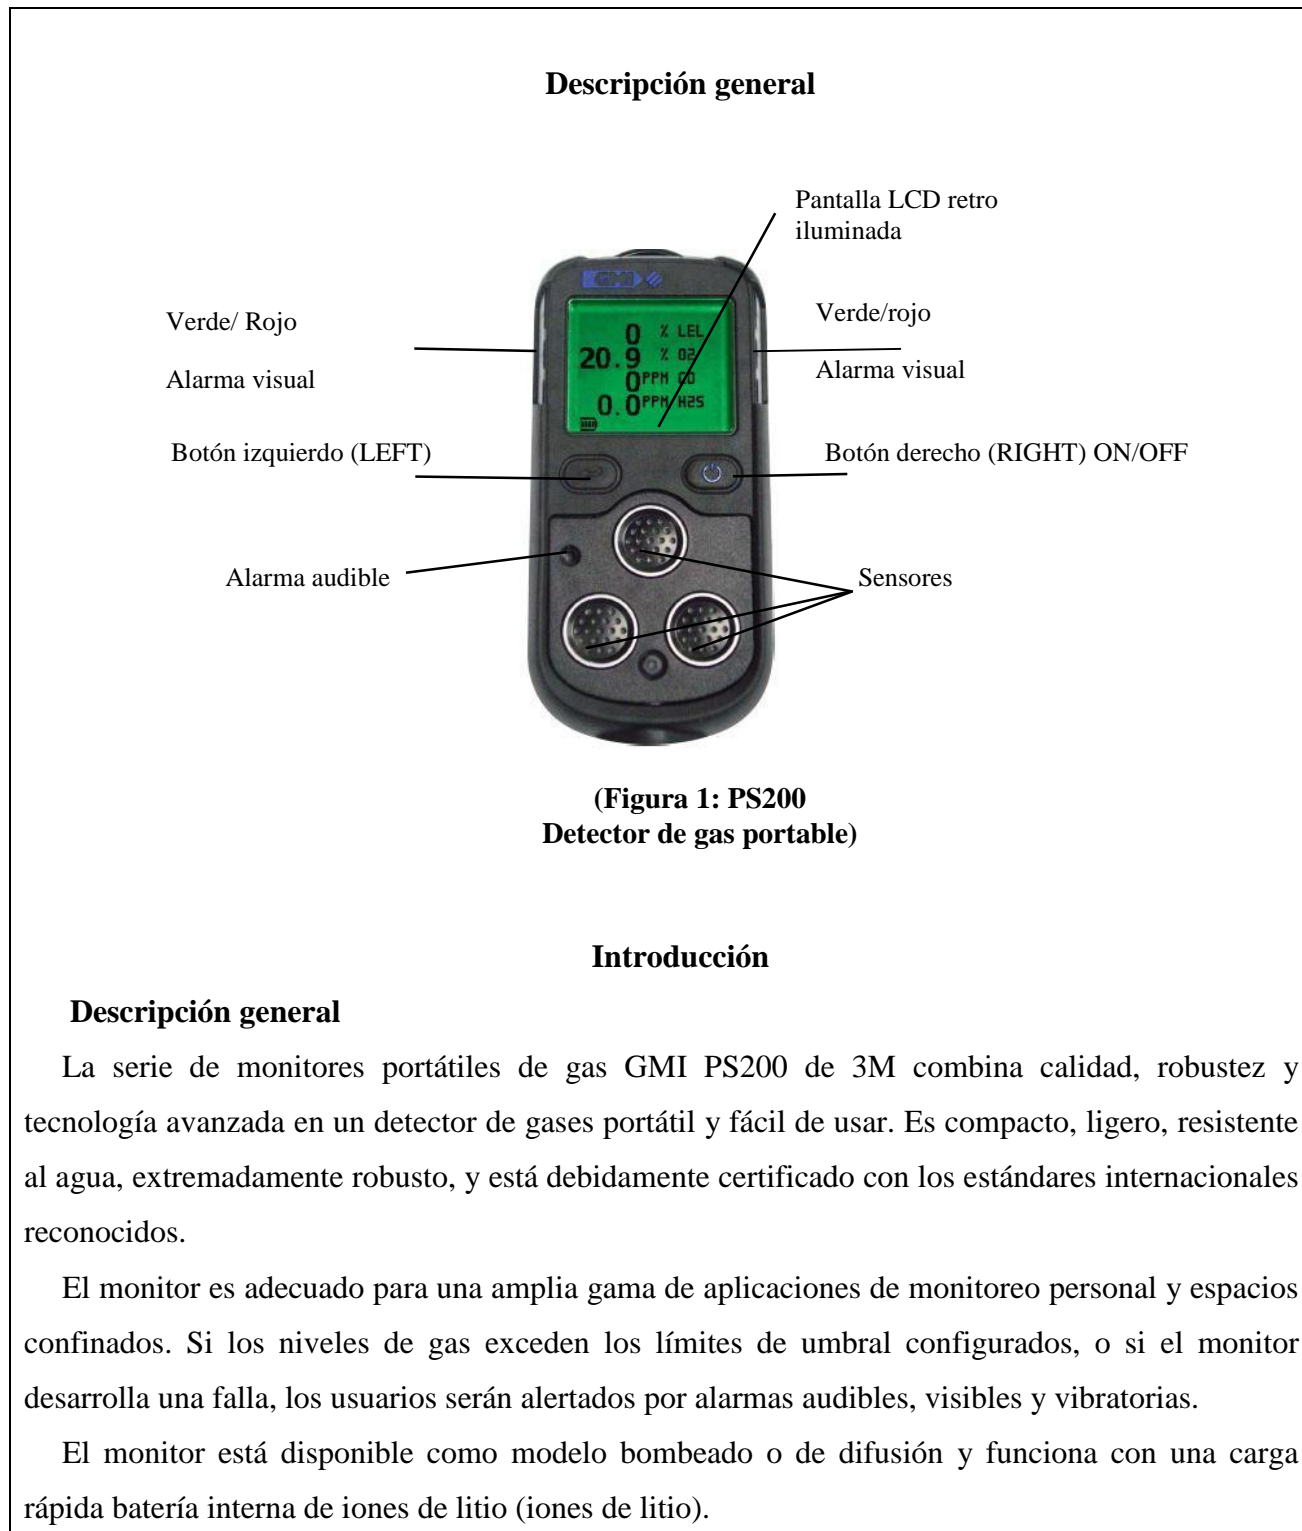 Descripción general
Pantalla LCD retro
iluminada
GMI
Verde/ Rojo
Alarma visual
Verde/rojo
Alarma visual
0 % LEL
20.9 % O2
0 PPM CO
0.0 PPM H2S
Botón izquierdo (LEFT)
Botón derecho (RIGHT) ON/OFF
Alarma audible
Sensores
(Figura 1: PS200
Detector de gas portable)
Introducción
Descripción general
La serie de monitores portátiles de gas GMI PS200 de 3M combina calidad, robustez y
tecnología avanzada en un detector de gases portátil y fácil de usar. Es compacto, ligero, resistente
al agua, extremadamente robusto, y está debidamente certificado con los estándares internacionales
reconocidos.
El monitor es adecuado para una amplia gama de aplicaciones de monitoreo personal y espacios
confinados. Si los niveles de gas exceden los límites de umbral configurados, o si el monitor
desarrolla una falla, los usuarios serán alertados por alarmas audibles, visibles y vibratorias.
El monitor está disponible como modelo bombeado o de difusión y funciona con una carga
rápida batería interna de iones de litio (iones de litio).